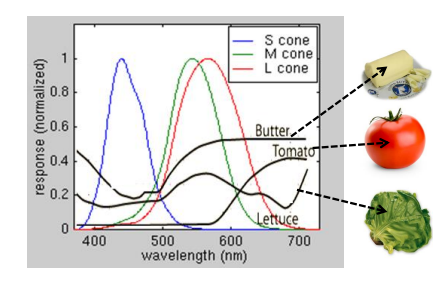 S cone
M cone
L cone
response (normalized)
1
0.8
0.6
0.4
0.2
0
Butter
Tomato
Lettuce
400 500 600 700
wavelength (nm)